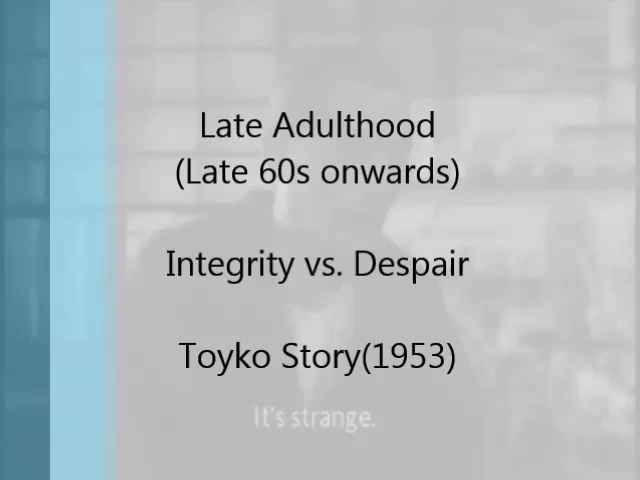 Late Adulthood
(Late 60s onwards)
Integrity vs. Despair
Toyko Story(1953)
It's strange.